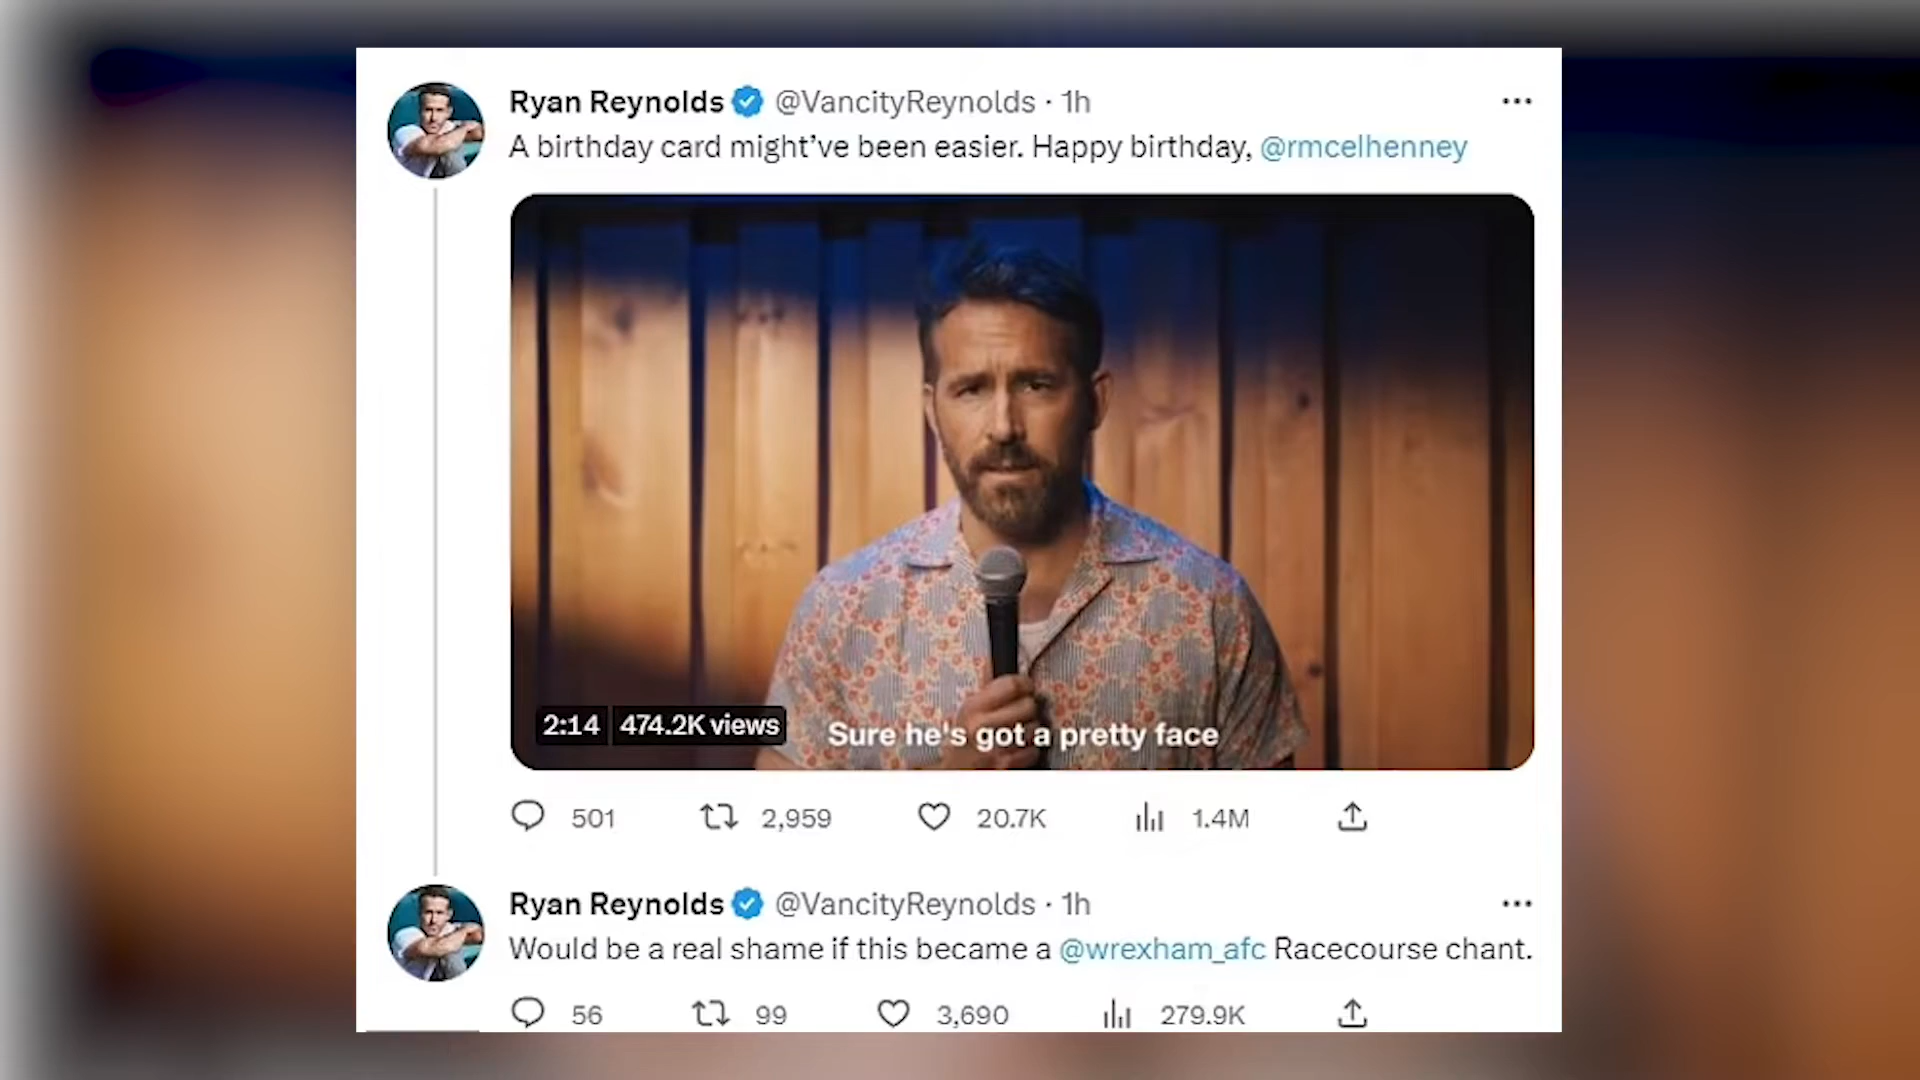 Ryan Reynolds @VancityReynolds · 1h
A birthday card might’ve been easier. Happy birthday, @rmcelhenney
2:14 474.2K views
Sure he's got a pretty face
501 2,959 20.7K 1.4M
Ryan Reynolds @VancityReynolds · 1h
Would be a real shame if this became a @wrexham_afc Racecourse chant.
56 99 3,690 279.9K